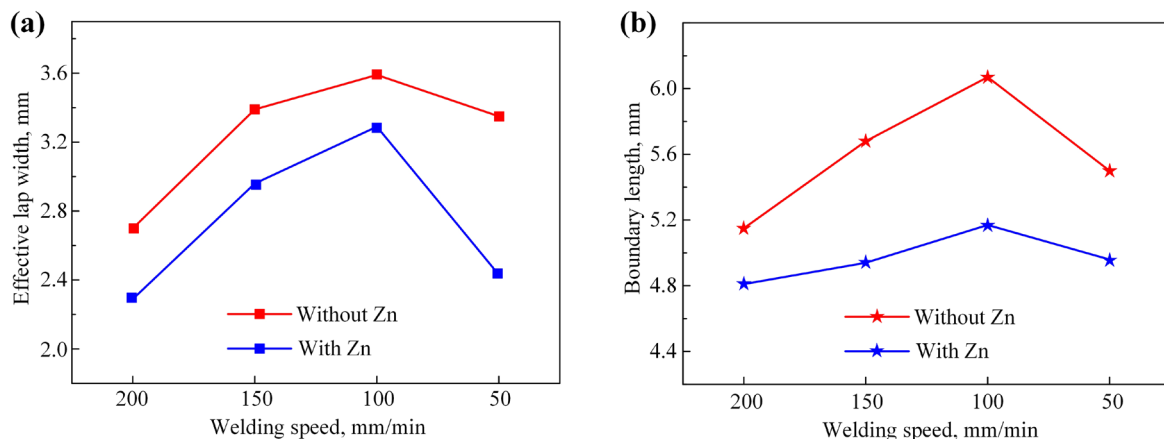 (a)
Effective lap width, mm
3.6
3.2
2.8
2.4
2.0
Without Zn
With Zn
200 150 100 50
Welding speed, mm/min
(b)
Boundary length, mm
6.0
5.6
5.2
4.8
4.4
Without Zn
With Zn
200 150 100 50
Welding speed, mm/min